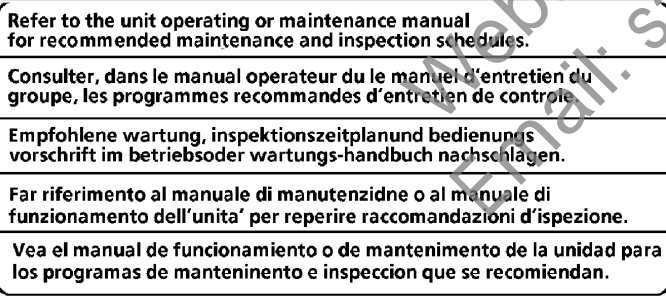 Refer to the unit operating or maintenance manual
for recommended maintenance and inspection schedules.
Consulter, dans le manual operateur du le manuel d'entretien du
groupe, les programmes recommandes d'entretien de controie.
Empfohlene wartung, inspektionszeitplanund bedienungs
vorschrift im betriebsoder wartungs-handbuch nachschlagen.
Far riferimento al manuale di manutenzidne o al manuale di
funzionamento dell'unita' per reperire raccomandazioni d'ispezione.
Vea el manual de funcionamiento o de mantenimento de la unidad para
los programas de manteninento e inspeccion que se recomiendan.
Email: